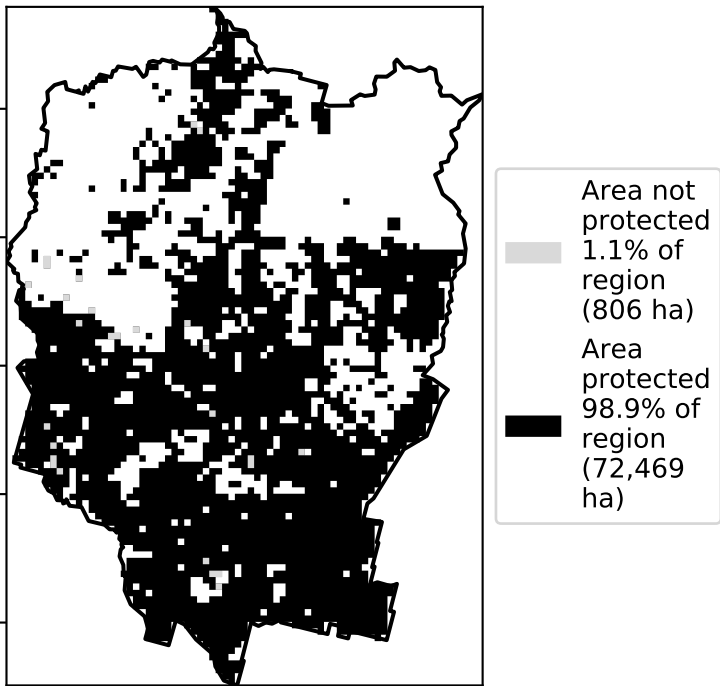 Area not
protected
1.1% of
region
(806 ha)
Area
protected
98.9% of
region
(72,469
ha)